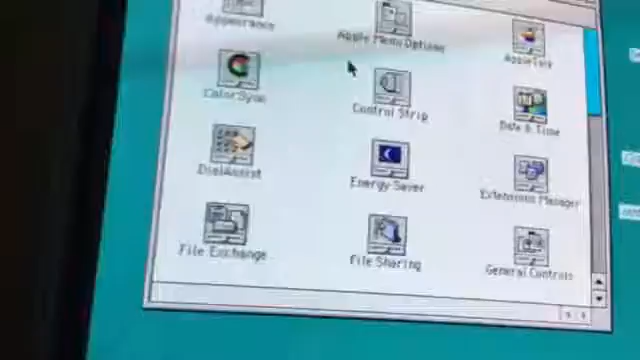 Appearance
Apple Menu Options
AppleTalk
ColorSync
Control Strip
Date & Time
DialAssist
Energy Saver
Extensions Manager
File Exchange
File Sharing
General Controls